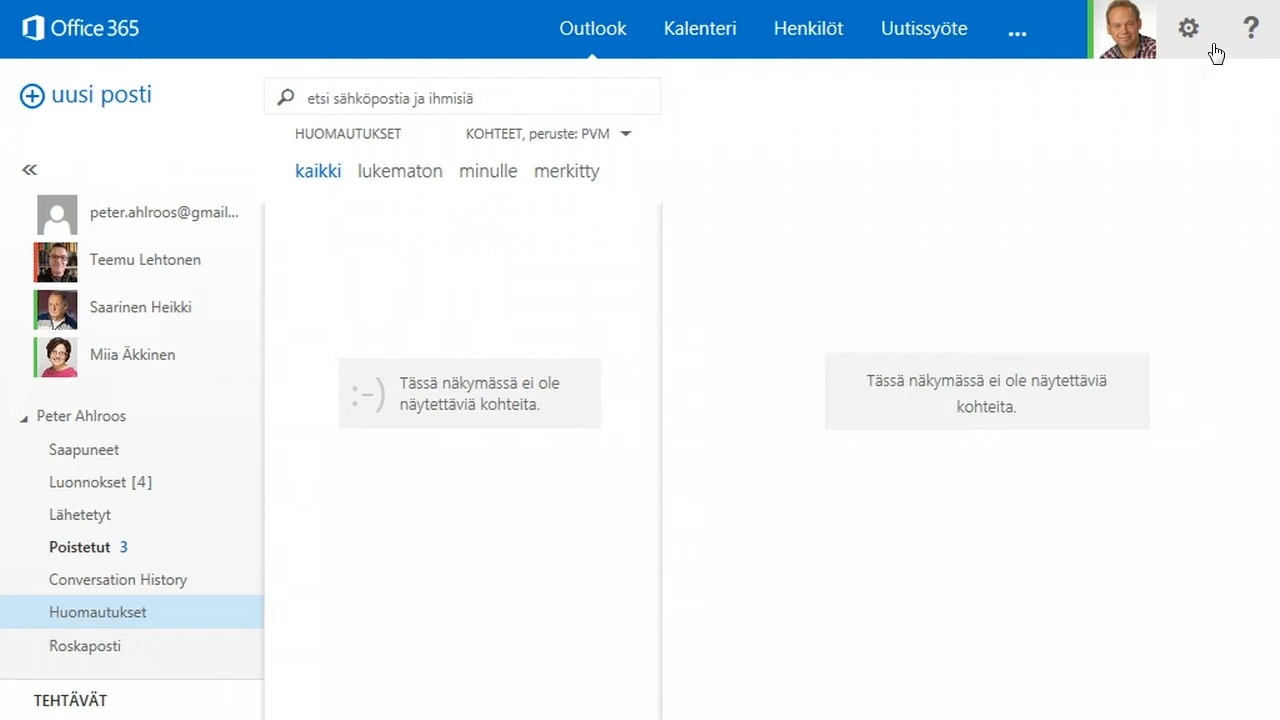 Office 365
Outlook
Kalenteri
Henkilöt
Uutissyöte
...
?
uusi posti
etsi sähköpostia ja ihmisiä
HUOMAUTUKSET
KOHTEET, peruste: PVM
kaikki
lukematon
minulle
merkitty
«
peter.ahlroos@gmail...
Teemu Lehtonen
Saarinen Heikki
Miia Äkkinen
Peter Ahlroos
Saapuneet
Luonnokset [4]
Lähetetyt
Poistetut 3
Conversation History
Huomautukset
Roskaposti
TEHTÄVÄT
:-)
Tässä näkymässä ei ole
näytettäviä kohteita.
Tässä näkymässä ei ole näytettäviä
kohteita.